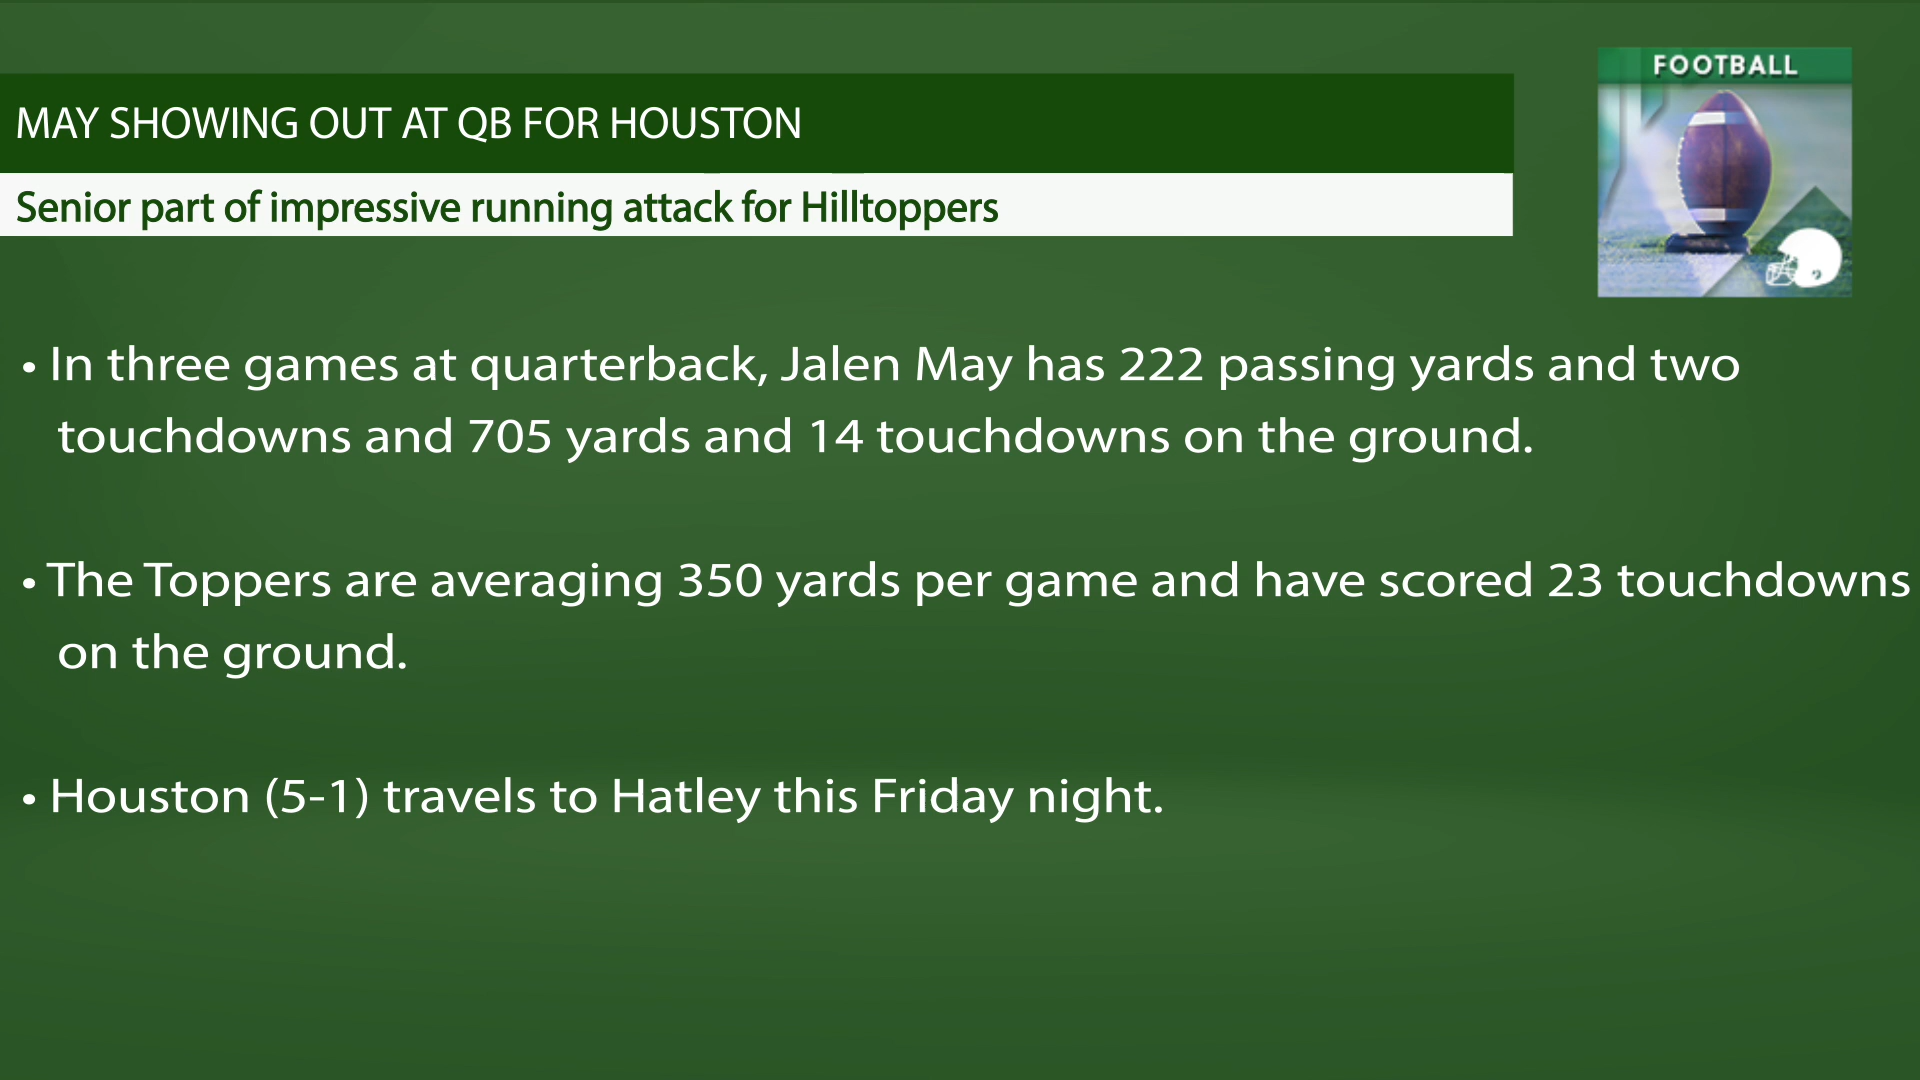 FOOTBALL
MAY SHOWING OUT AT QB FOR HOUSTON
Senior part of impressive running attack for Hilltoppers
• In three games at quarterback, Jalen May has 222 passing yards and two
touchdowns and 705 yards and 14 touchdowns on the ground.
• The Toppers are averaging 350 yards per game and have scored 23 touchdowns
on the ground.
• Houston (5-1) travels to Hatley this Friday night.